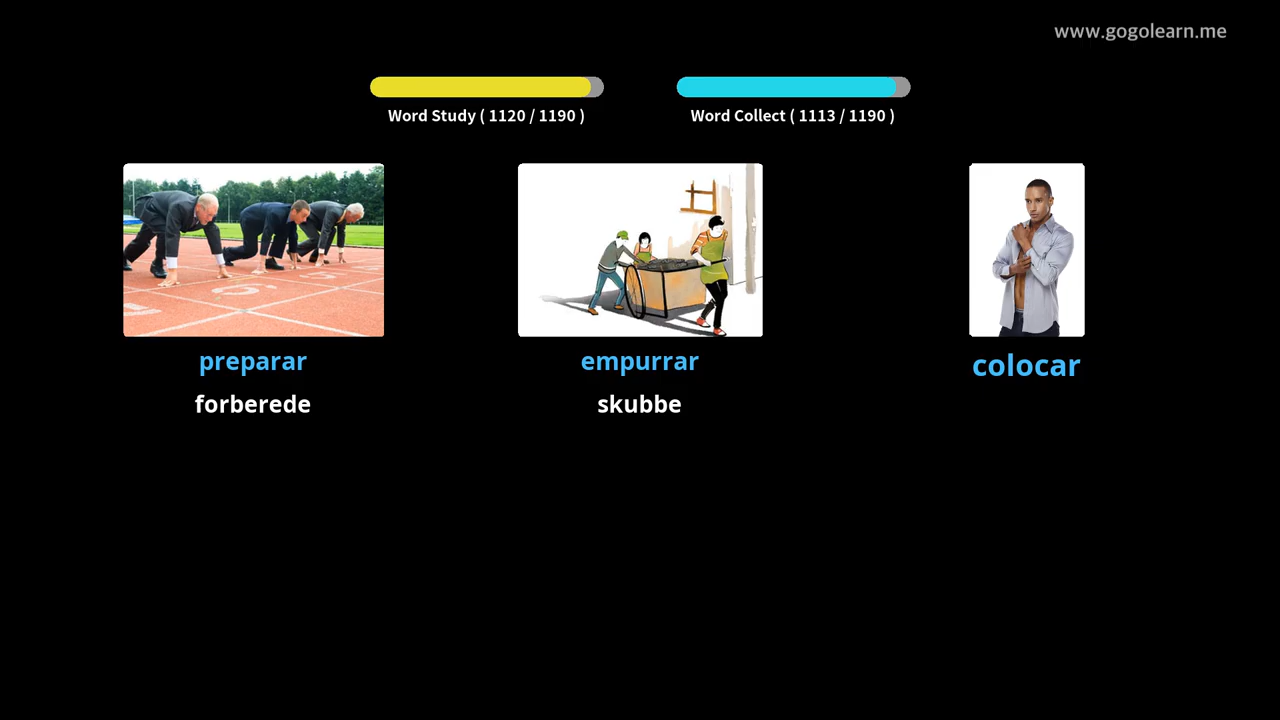 www.gogolearn.me
Word Study ( 1120 / 1190 )
Word Collect ( 1113 / 1190 )
preparar
empurrar
colocar
forberede
skubbe